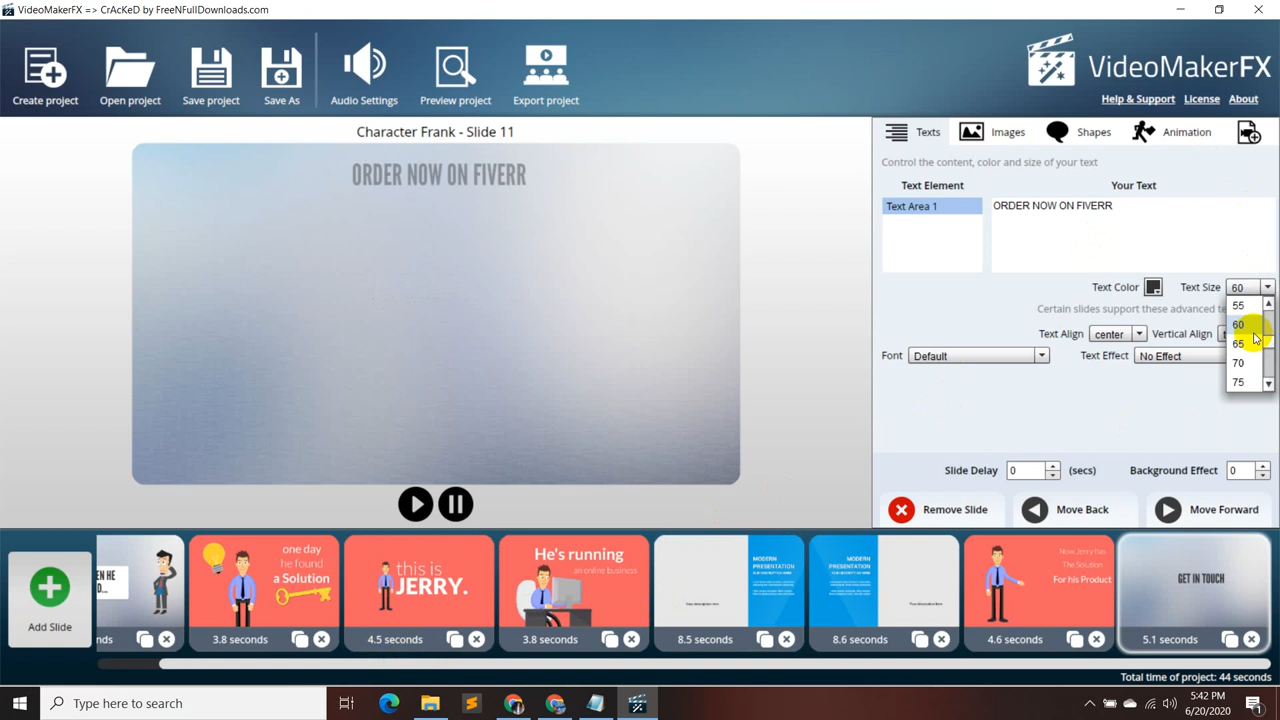 VideoMakerFX => CrAcKeD by FreeNFullDownloads.com
Create project
Open project
Save project
Save As
Audio Settings
Preview project
Export project
VideoMakerFX
Help & Support
License
About
Character Frank - Slide 11
ORDER NOW ON FIVERR
Texts
Images
Shapes
Animation
Control the content, color and size of your text
Text Element
Your Text
Text Area 1
ORDER NOW ON FIVERR
Text Color
Text Size
60
Certain slides support these advanced te
55
60
65
70
75
Text Align
center
Vertical Align
Font
Default
Text Effect
No Effect
Slide Delay
0
(secs)
Background Effect
0
Remove Slide
Move Back
Move Forward
Add Slide
one day
he found
a Solution
3.8 seconds
this is
JERRY.
4.5 seconds
He's running
an online business
3.8 seconds
MODERN
PRESENTATION
8.5 seconds
MODERN
PRESENTATION
8.6 seconds
Now Jerry has
The Solution
For his Product
4.6 seconds
GET IN TOUCH
5.1 seconds
Total time of project: 44 seconds
Type here to search
5:42 PM
6/20/2020